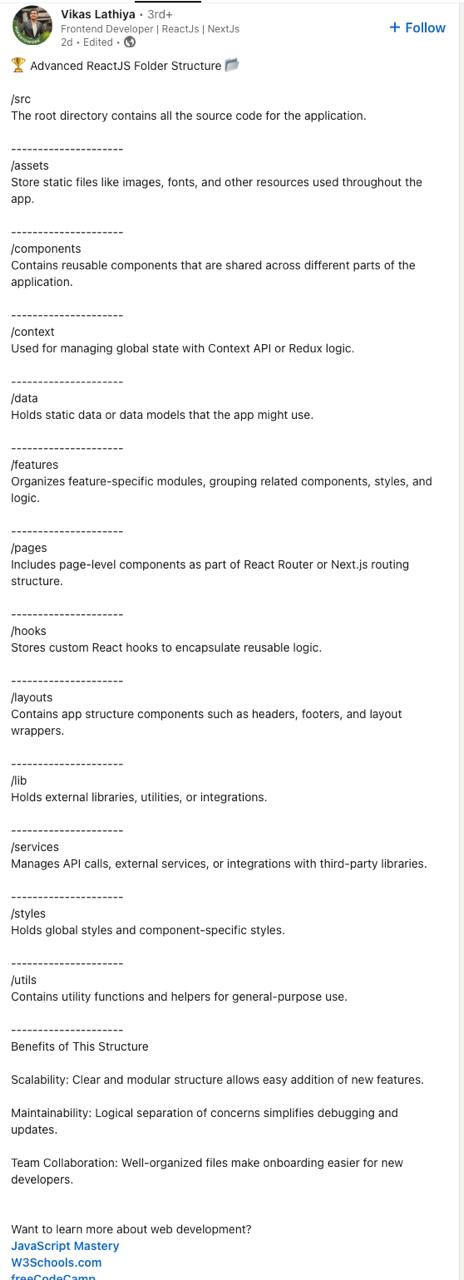 Vikas Lathiya • 3rd+
Frontend Developer | ReactJs | NextJs
2d • Edited •
+ Follow
🏆 Advanced ReactJS Folder Structure 📂
/src
The root directory contains all the source code for the application.
---------------------
/assets
Store static files like images, fonts, and other resources used throughout the
app.
---------------------
/components
Contains reusable components that are shared across different parts of the
application.
---------------------
/context
Used for managing global state with Context API or Redux logic.
---------------------
/data
Holds static data or data models that the app might use.
---------------------
/features
Organizes feature-specific modules, grouping related components, styles, and
logic.
---------------------
/pages
Includes page-level components as part of React Router or Next.js routing
structure.
---------------------
/hooks
Stores custom React hooks to encapsulate reusable logic.
---------------------
/layouts
Contains app structure components such as headers, footers, and layout
wrappers.
---------------------
/lib
Holds external libraries, utilities, or integrations.
---------------------
/services
Manages API calls, external services, or integrations with third-party libraries.
---------------------
/styles
Holds global styles and component-specific styles.
---------------------
/utils
Contains utility functions and helpers for general-purpose use.
---------------------
Benefits of This Structure
Scalability: Clear and modular structure allows easy addition of new features.
Maintainability: Logical separation of concerns simplifies debugging and
updates.
Team Collaboration: Well-organized files make onboarding easier for new
developers.
Want to learn more about web development?
JavaScript Mastery
W3Schools.com
freeCodeCamp